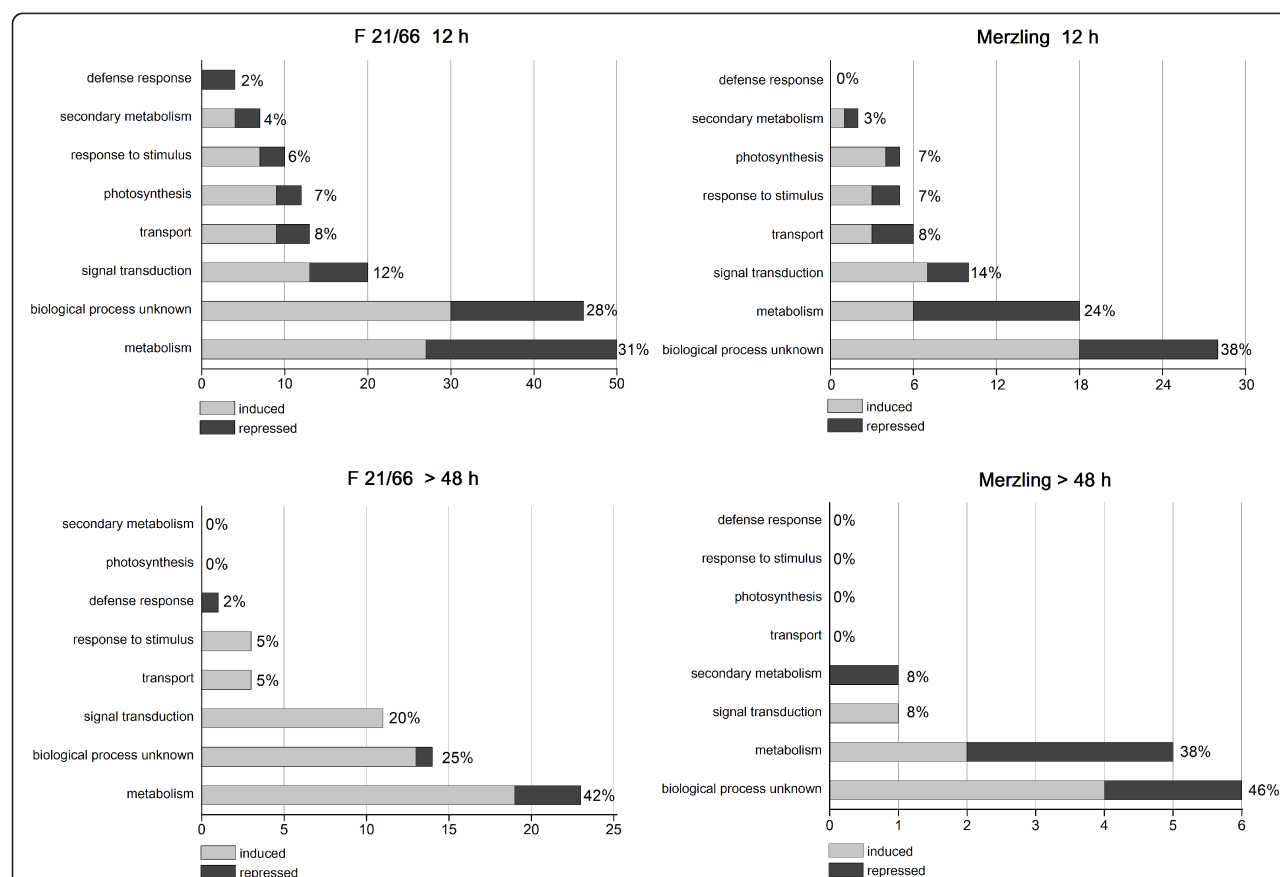 F 21/66 12 h
defense response 2%
secondary metabolism 4%
response to stimulus 6%
photosynthesis 7%
transport 8%
signal transduction 12%
biological process unknown 28%
metabolism 31%
0 10 20 30 40 50
induced
repressed
Merzling 12 h
defense response 0%
secondary metabolism 3%
photosynthesis 7%
response to stimulus 7%
transport 8%
signal transduction 14%
metabolism 24%
biological process unknown 38%
0 6 12 18 24 30
induced
repressed
F 21/66 > 48 h
secondary metabolism 0%
photosynthesis 0%
defense response 2%
response to stimulus 5%
transport 5%
signal transduction 20%
biological process unknown 25%
metabolism 42%
0 5 10 15 20 25
induced
repressed
Merzling > 48 h
defense response 0%
response to stimulus 0%
photosynthesis 0%
transport 0%
secondary metabolism 8%
signal transduction 8%
metabolism 38%
biological process unknown 46%
0 1 2 3 4 5 6
induced
repressed